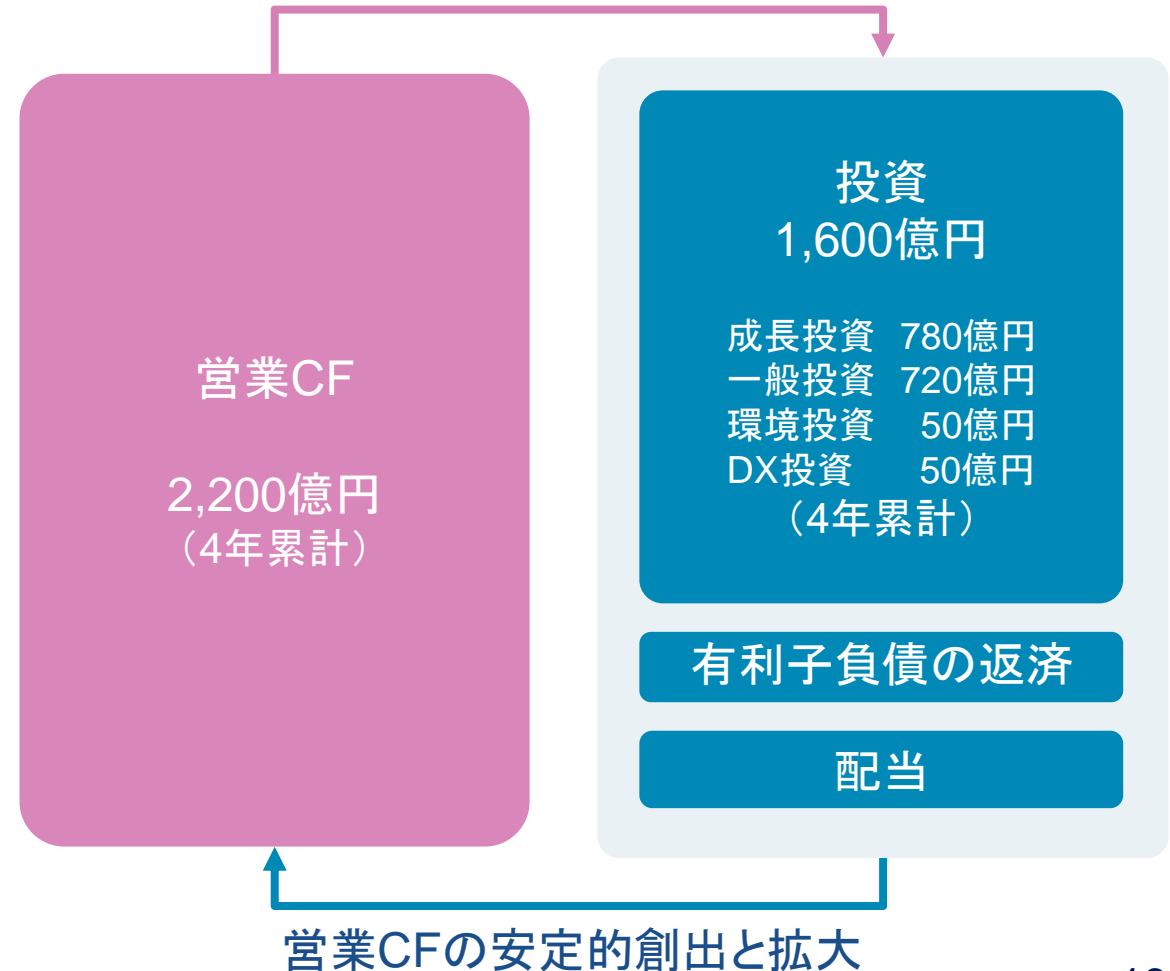 営業CF
2,200億円
（4年累計）
投資
1,600億円
成長投資 780億円
一般投資 720億円
環境投資 50億円
DX投資 50億円
（4年累計）
有利子負債の返済
配当
営業CFの安定的創出と拡大